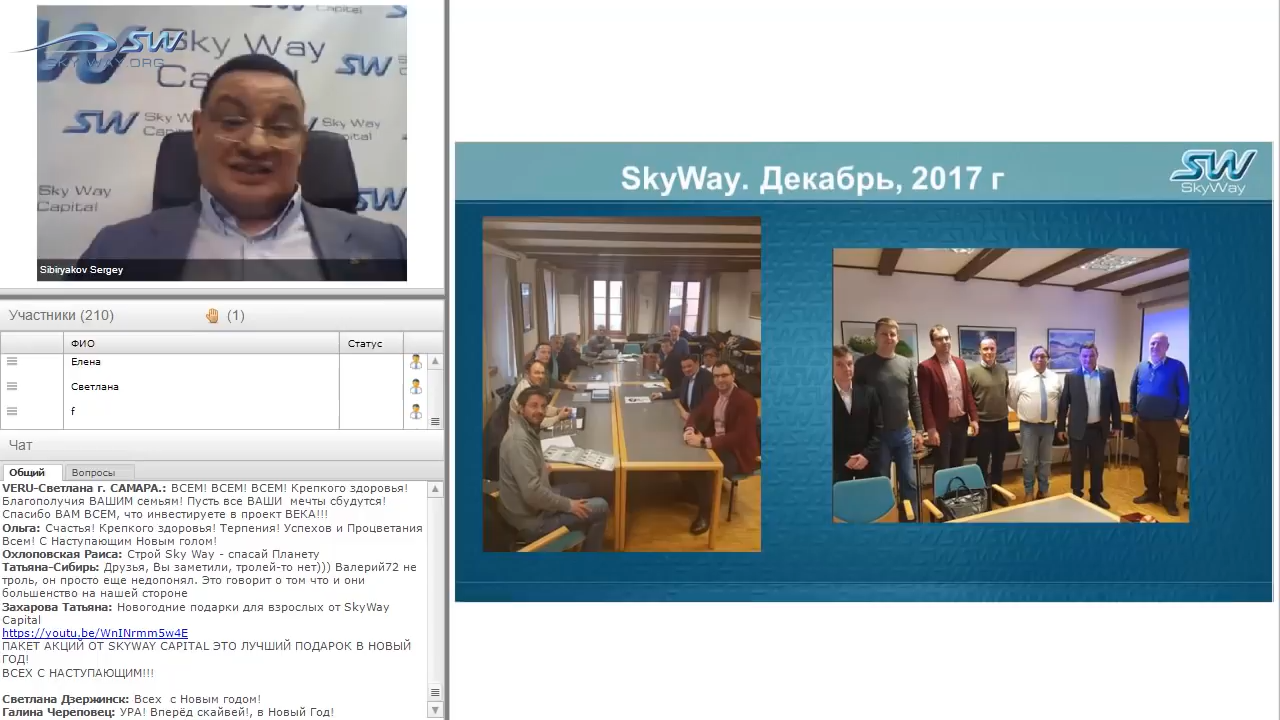 SW
Sky Way
Capital
SKYWAY.ORG
SW
SW
Sky Way
Capital
Sky Way
Capital
Sky Way
Capital
SW
Sibiryakov Sergey
Участники (210)
(1)
ФИО
Статус
Елена
Светлана
f
Чат
Общий
Вопросы
VERU-Светлана г. САМАРА.: ВСЕМ! ВСЕМ! ВСЕМ! Крепкого здоровья!
Благополучия ВАШИМ семьям! Пусть все ВАШИ мечты сбудутся!
Спасибо ВАМ ВСЕМ, что инвестируете в проект ВЕКА!!!
Ольга: Счастья! Крепкого здоровья! Терпения! Успехов и Процветания
Всем! С Наступающим Новым голом!
Охлоповская Раиса: Строй Sky Way - спасай Планету
Татьяна-Сибирь: Друзья, Вы заметили, тролей-то нет))) Валерий72 не
троль, он просто еще недопонял. Это говорит о том что и они
большенство на нашей стороне
Захарова Татьяна: Новогодние подарки для взрослых от SkyWay
Capital
https://youtu.be/WnINrmm5w4E
ПАКЕТ АКЦИЙ ОТ SKYWAY CAPITAL ЭТО ЛУЧШИЙ ПОДАРОК В НОВЫЙ
ГОД!
ВСЕХ С НАСТУПАЮЩИМ!!!
Светлана Дзержинск: Всех с Новым годом!
Галина Череповец: УРА! Вперёд скайвей!, в Новый Год!
SkyWay. Декабрь, 2017 г
SW
SkyWay